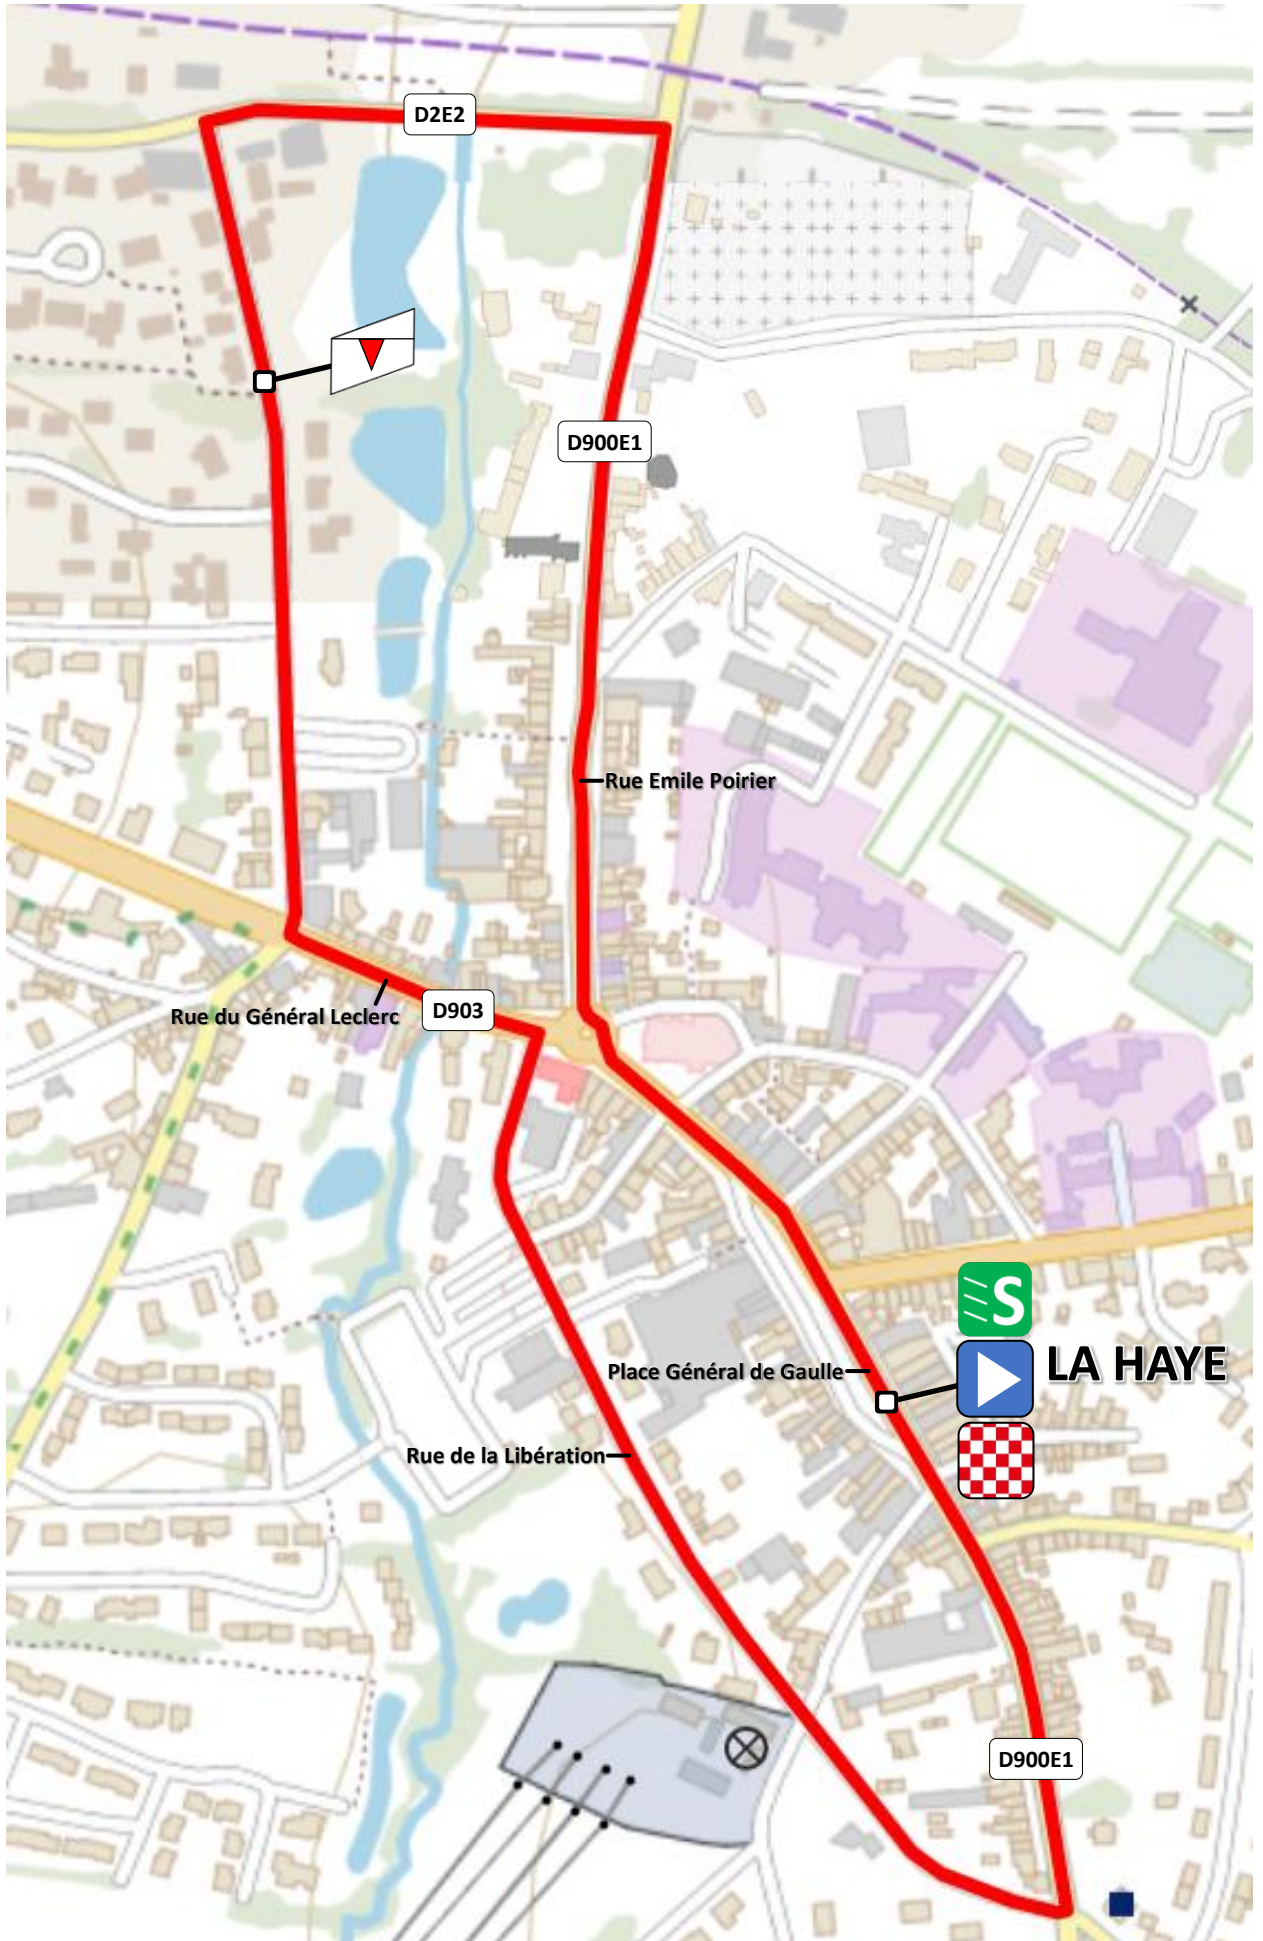 D2E2
D900E1
Rue Emile Poirier
Rue du Général Leclerc
D903
S
LA HAYE
Place Général de Gaulle
Rue de la Libération
D900E1